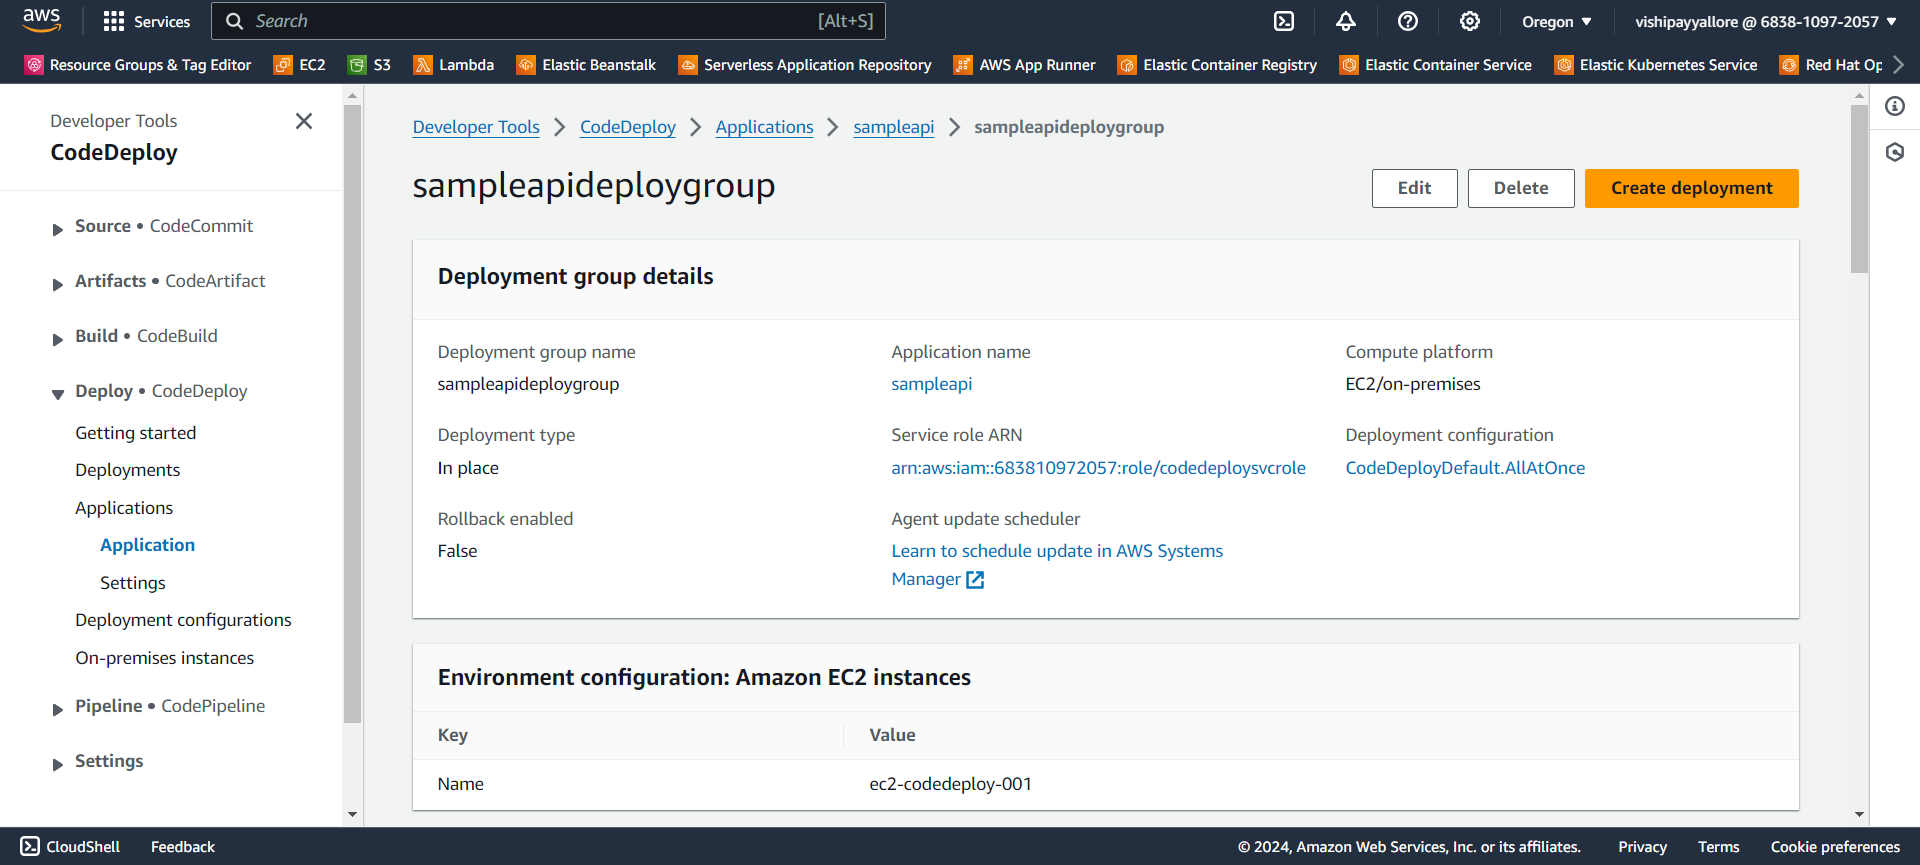 aws Services Search [Alt+S] Oregon ▼ vishipayyallore @ 6838-1097-2057 ▼
Resource Groups & Tag Editor EC2 S3 Lambda Elastic Beanstalk Serverless Application Repository AWS App Runner Elastic Container Registry Elastic Container Service Elastic Kubernetes Service Red Hat Op
Developer Tools
CodeDeploy
Source • CodeCommit
Artifacts • CodeArtifact
Build • CodeBuild
Deploy • CodeDeploy
Getting started
Deployments
Applications
Application
Settings
Deployment configurations
On-premises instances
Pipeline • CodePipeline
Settings
Developer Tools > CodeDeploy > Applications > sampleapi > sampleapideploygroup
sampleapideploygroup
Edit Delete Create deployment
Deployment group details
Deployment group name
sampleapideploygroup
Application name
sampleapi
Compute platform
EC2/on-premises
Deployment type
In place
Service role ARN
arn:aws:iam::683810972057:role/codedeploysvcrole
Deployment configuration
CodeDeployDefault.AllAtOnce
Rollback enabled
False
Agent update scheduler
Learn to schedule update in AWS Systems
Manager
Environment configuration: Amazon EC2 instances
Key Value
Name ec2-codedeploy-001
CloudShell Feedback © 2024, Amazon Web Services, Inc. or its affiliates. Privacy Terms Cookie preferences